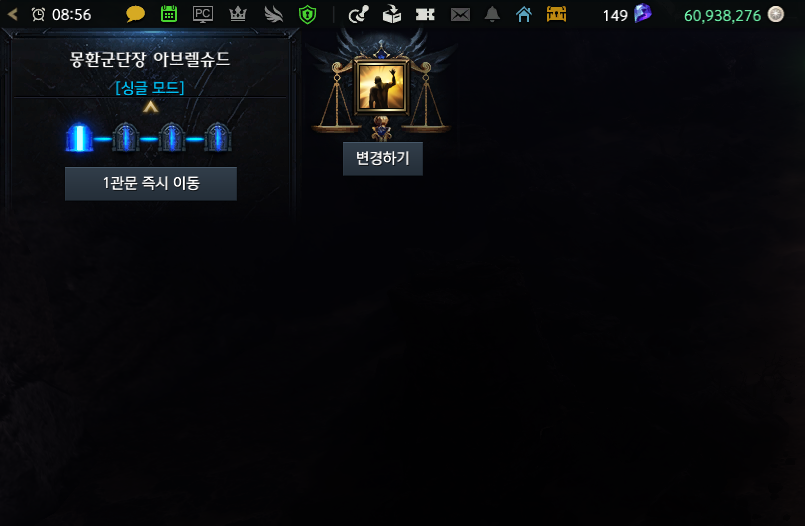 08:56
PC
149
60,938,276
몽환군단장 아브렐슈드
[싱글 모드]
1관문 즉시 이동
변경하기